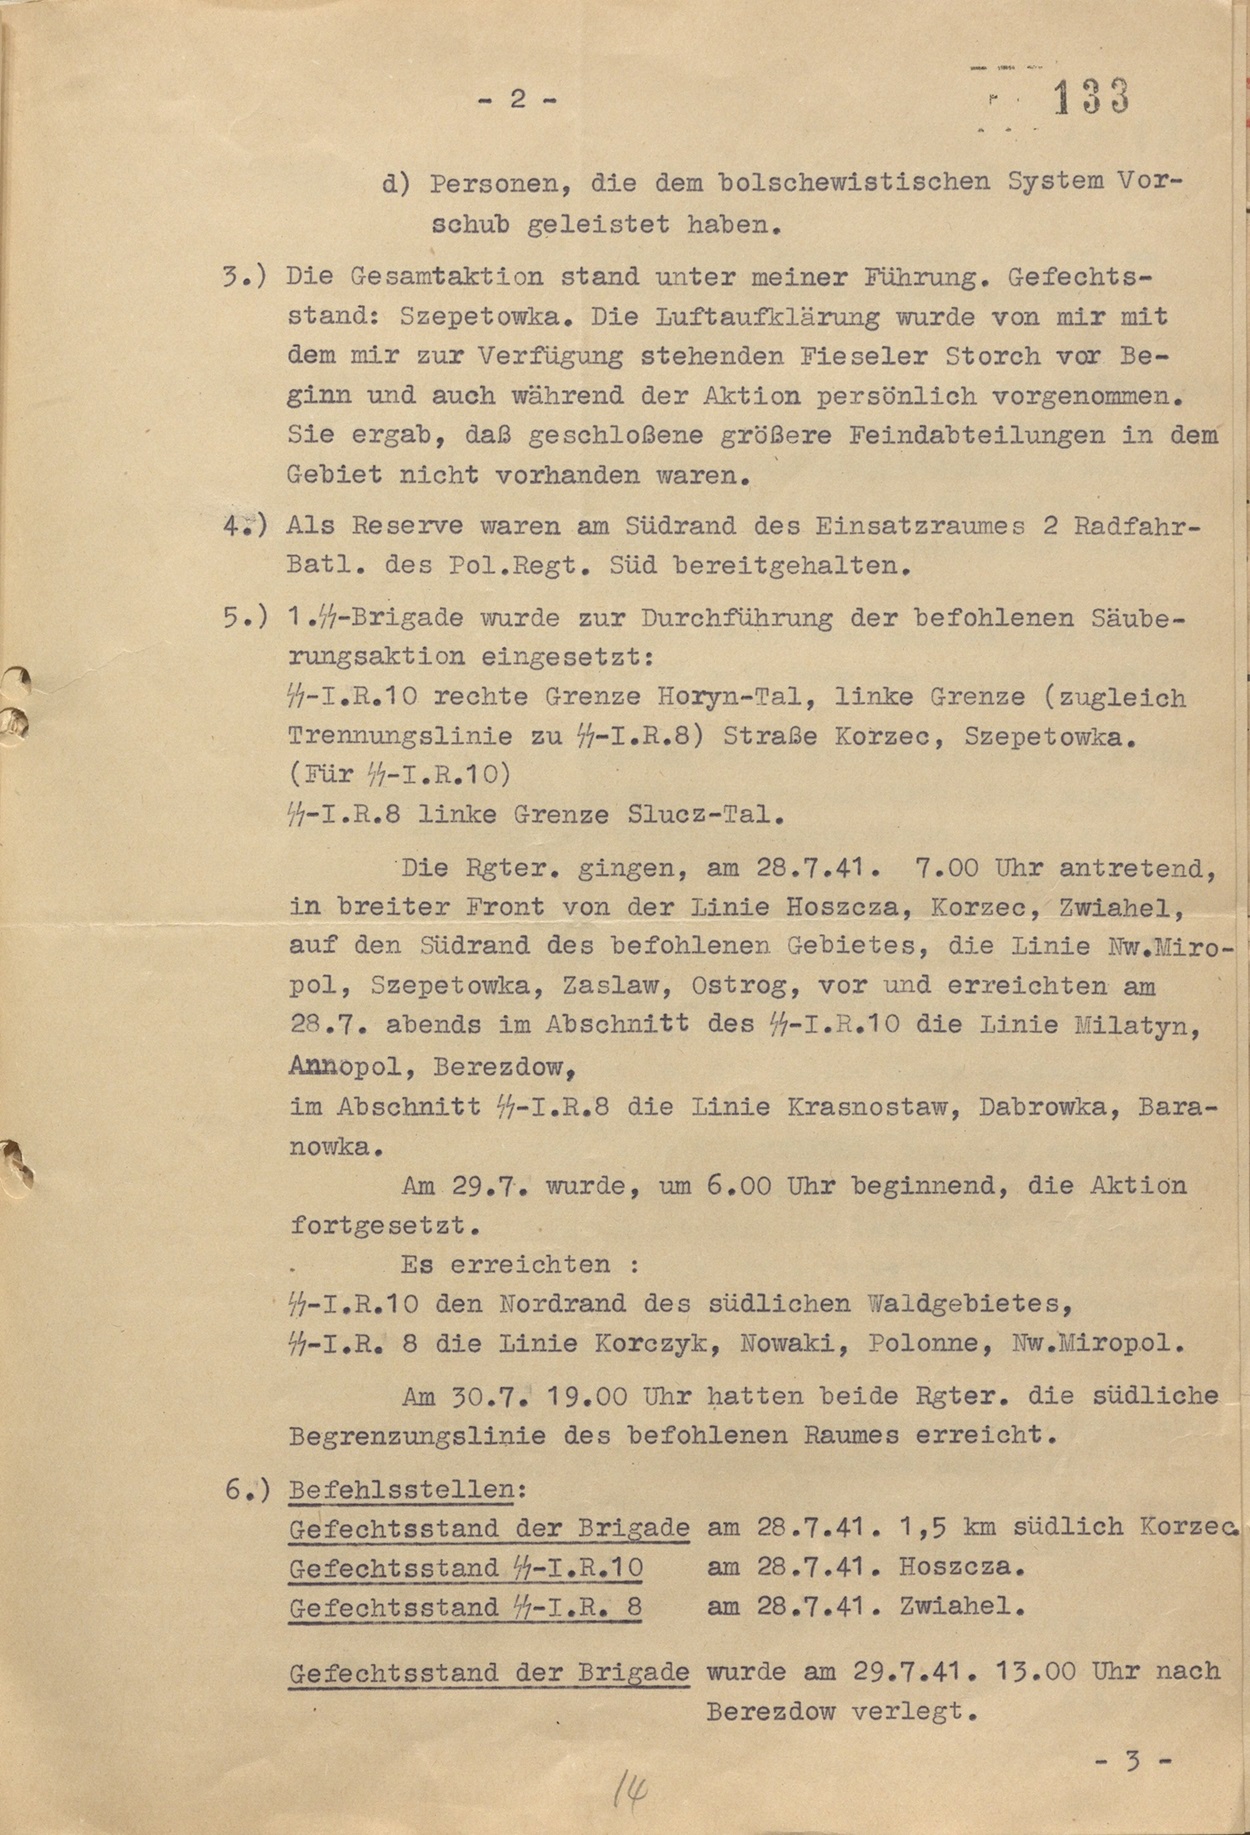 - 2 -
133
d) Personen, die dem bolschewistischen System Vor-
schub geleistet haben.
3.) Die Gesamtaktion stand unter meiner Führung. Gefechts-
stand: Szepetowka. Die Luftaufklärung wurde von mir mit
dem mir zur Verfügung stehenden Fieseler Storch vor Be-
ginn und auch während der Aktion persönlich vorgenommen.
Sie ergab, daß geschloßene größere Feindabteilungen in dem
Gebiet nicht vorhanden waren.
4.) Als Reserve waren am Südrand des Einsatzraumes 2 Radfahr-
Batl. des Pol.Regt. Süd bereitgehalten.
5.) 1.ᛋᛋ-Brigade wurde zur Durchführung der befohlenen Säube-
rungsaktion eingesetzt:
ᛋᛋ-I.R.10 rechte Grenze Horyn-Tal, linke Grenze (zugleich
Trennungslinie zu ᛋᛋ-I.R.8) Straße Korzec, Szepetowka.
(Für ᛋᛋ-I.R.10)
ᛋᛋ-I.R.8 linke Grenze Slucz-Tal.
Die Rgter. gingen, am 28.7.41. 7.00 Uhr antretend,
in breiter Front von der Linie Hoszcza, Korzec, Zwiahel,
auf den Südrand des befohlenen Gebietes, die Linie Nw.Miro-
pol, Szepetowka, Zaslaw, Ostrog, vor und erreichten am
28.7. abends im Abschnitt des ᛋᛋ-I.R.10 die Linie Milatyn,
Annopol, Berezdow,
im Abschnitt ᛋᛋ-I.R.8 die Linie Krasnostaw, Dabrowka, Bara-
nowka.
Am 29.7. wurde, um 6.00 Uhr beginnend, die Aktion
fortgesetzt.
Es erreichten :
ᛋᛋ-I.R.10 den Nordrand des südlichen Waldgebietes,
ᛋᛋ-I.R. 8 die Linie Korczyk, Nowaki, Polonne, Nw.Miropol.
Am 30.7. 19.00 Uhr hatten beide Rgter. die südliche
Begrenzungslinie des befohlenen Raumes erreicht.
6.) Befehlsstellen:
Gefechtsstand der Brigade am 28.7.41. 1,5 km südlich Korzec.
Gefechtsstand ᛋᛋ-I.R.10 am 28.7.41. Hoszcza.
Gefechtsstand ᛋᛋ-I.R. 8 am 28.7.41. Zwiahel.
Gefechtsstand der Brigade wurde am 29.7.41. 13.00 Uhr nach
Berezdow verlegt.
- 3 -
14